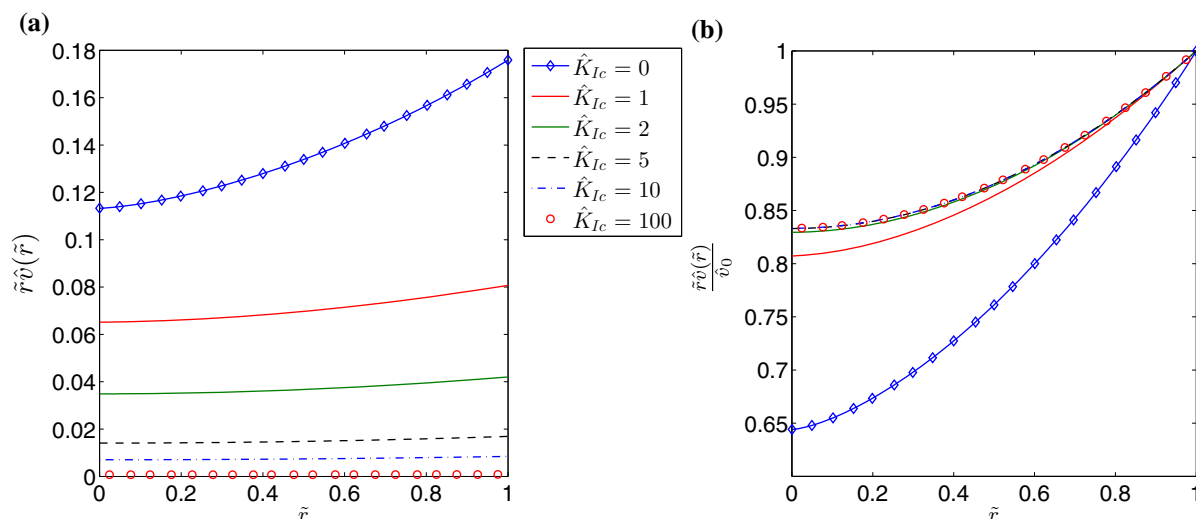 (a)
0.18
0.16
0.14
0.12
0.1
0.08
0.06
0.04
0.02
0
0 0.2 0.4 0.6 0.8 1
r̃
r̃v̂(r̃)
K̂_{Ic} = 0
K̂_{Ic} = 1
K̂_{Ic} = 2
K̂_{Ic} = 5
K̂_{Ic} = 10
K̂_{Ic} = 100
(b)
1
0.95
0.9
0.85
0.8
0.75
0.7
0.65
0 0.2 0.4 0.6 0.8 1
r̃
r̃v̂(r̃)
v̂₀